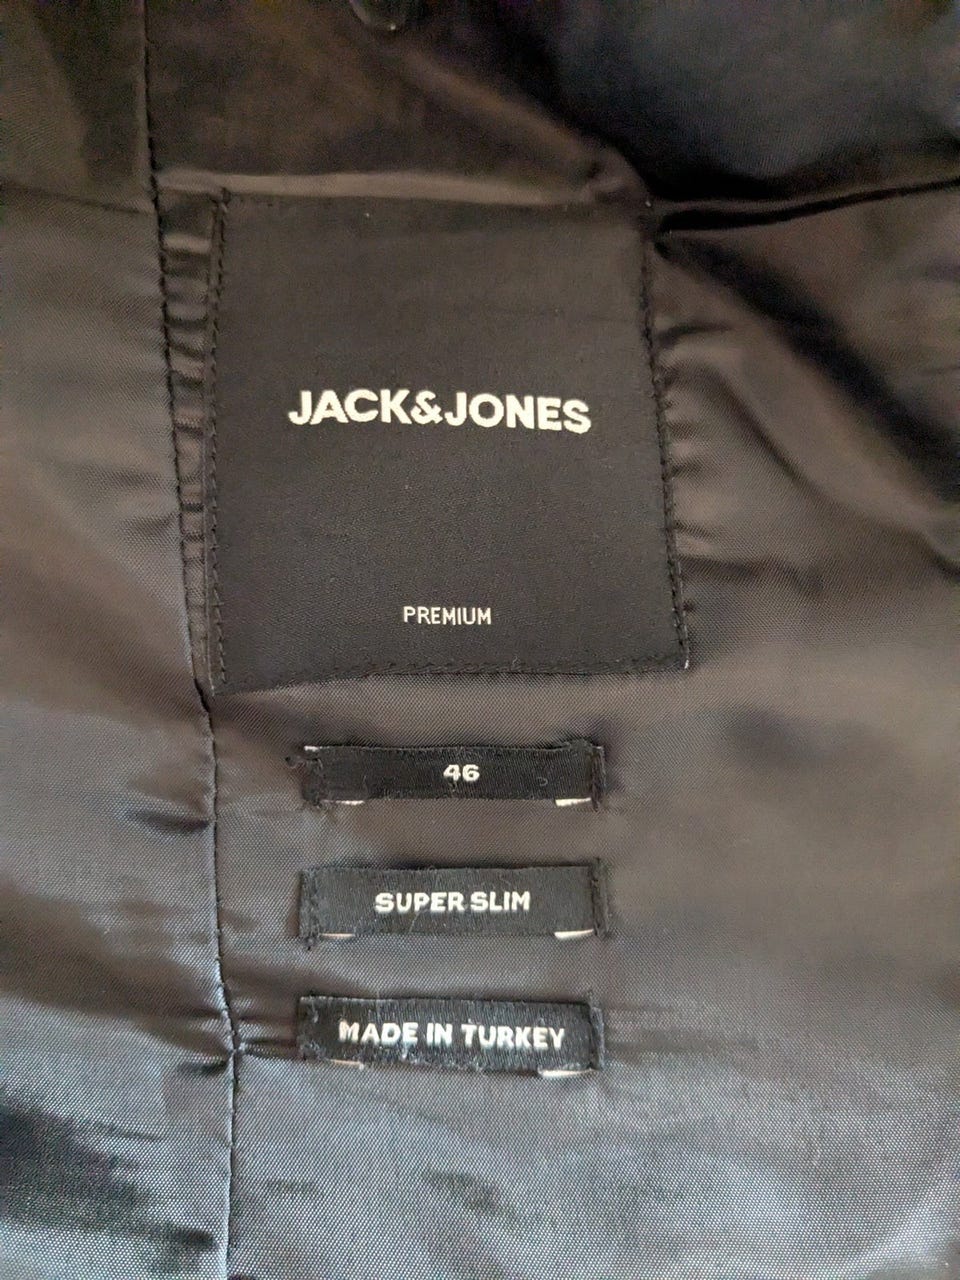 JACK&JONES
PREMIUM
46
SUPER SLIM
MADE IN TURKEY